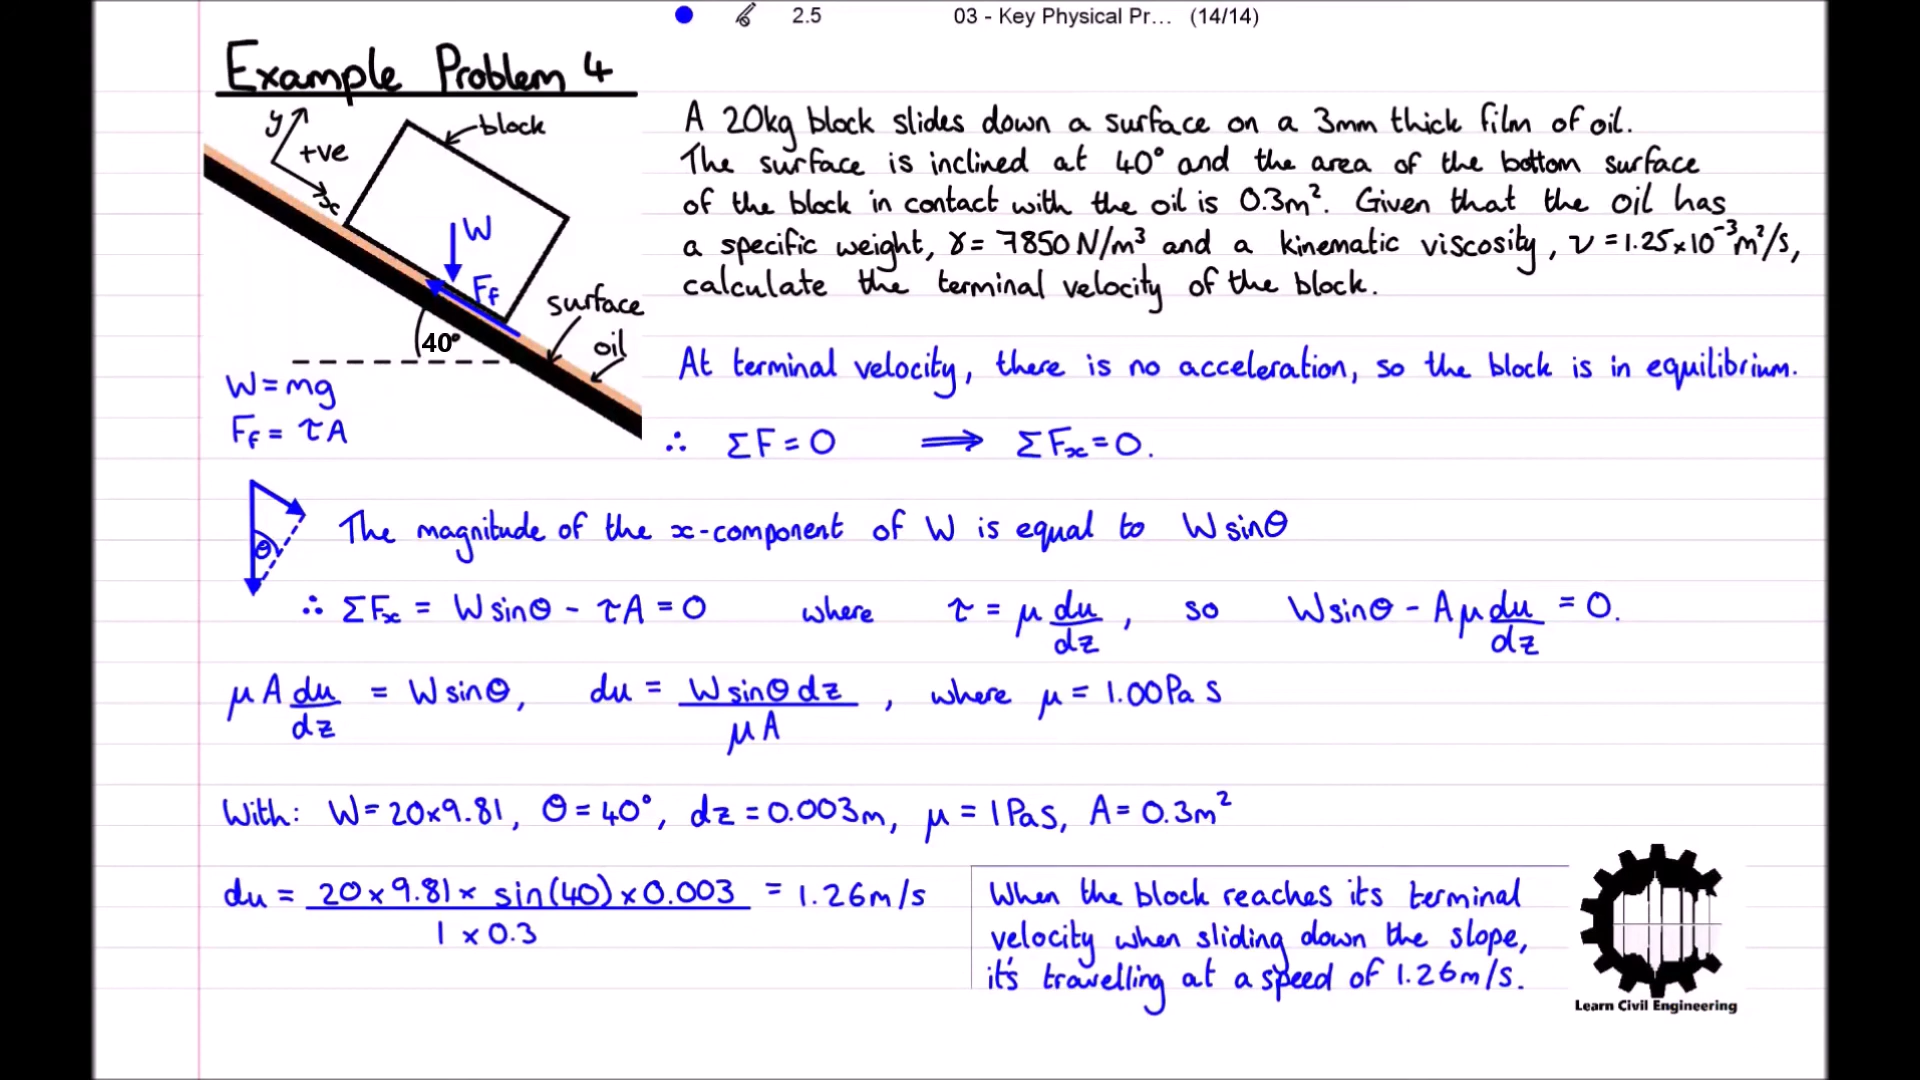 2.5 03 - Key Physical Pr... (14/14)
Example Problem 4
y
+ve
x
block
W
Ff
40°
surface
oil
W = mg
Ff = τA
A 20kg block slides down a surface on a 3mm thick film of oil.
The surface is inclined at 40° and the area of the bottom surface
of the block in contact with the oil is 0.3m². Given that the oil has
a specific weight, γ = 7850 N/m³ and a kinematic viscosity, ν = 1.25×10⁻³m²/s,
calculate the terminal velocity of the block.
At terminal velocity, there is no acceleration, so the block is in equilibrium.
∴ ΣF = 0 ⟹ ΣFx = 0.
θ
The magnitude of the x-component of W is equal to W sinθ
∴ ΣFx = W sinθ - τA = 0 where τ = μ du/dz, so W sinθ - A μ du/dz = 0.
μA du/dz = W sinθ, du = W sinθ dz / μA, where μ = 1.00 Pa s
With: W = 20×9.81, θ = 40°, dz = 0.003m, μ = 1 Pas, A = 0.3m²
du = 20 × 9.81 × sin(40) × 0.003 / 1 × 0.3 = 1.26m/s
When the block reaches its terminal
velocity when sliding down the slope,
it's travelling at a speed of 1.26m/s.
Learn Civil Engineering